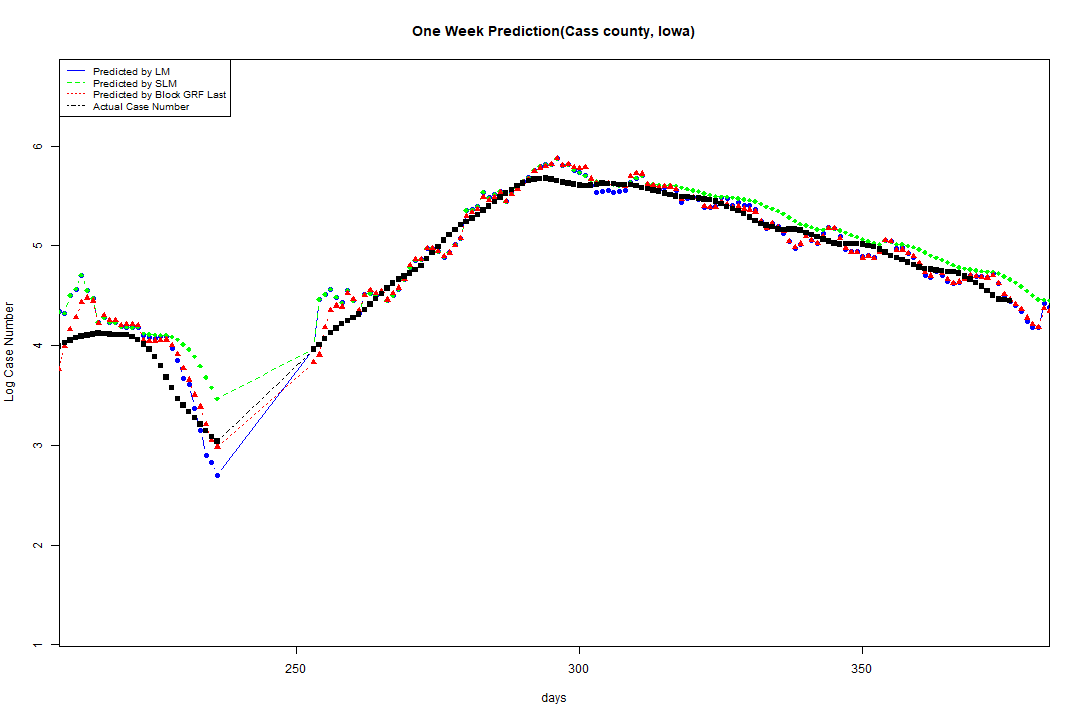 One Week Prediction(Cass county, Iowa)
Predicted by LM
Predicted by SLM
Predicted by Block GRF Last
Actual Case Number
6
5
4
3
2
1
Log Case Number
250 300 350
days